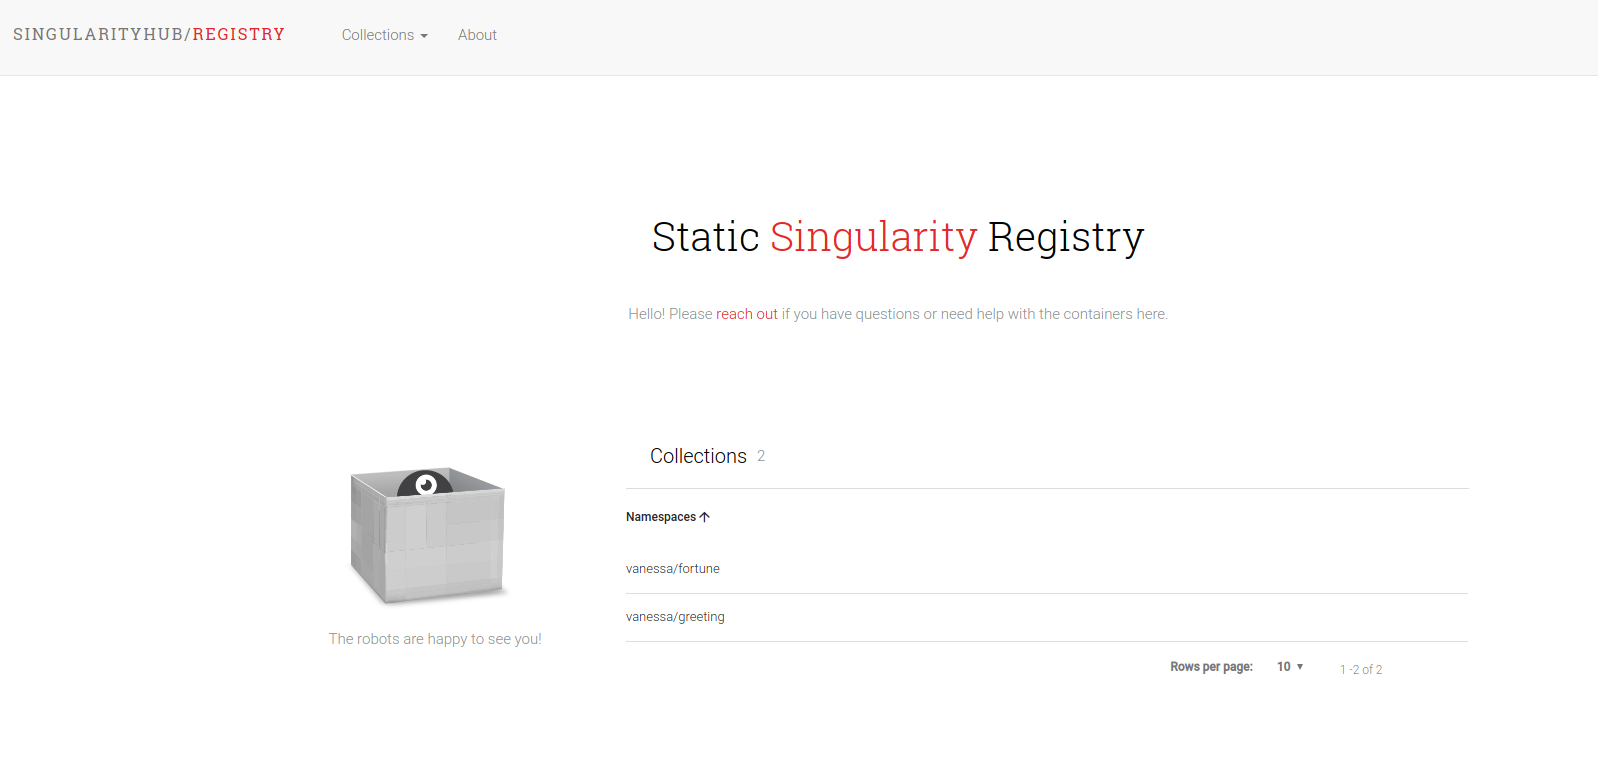 SINGULARITYHUB/REGISTRY
Collections
About
Static Singularity Registry
Hello! Please reach out if you have questions or need help with the containers here.
Collections 2
Namespaces
vanessa/fortune
vanessa/greeting
The robots are happy to see you!
Rows per page: 10 1 -2 of 2